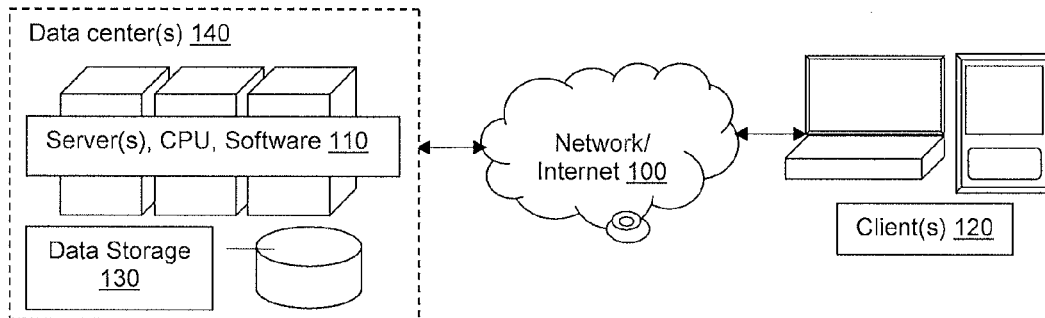 Data center(s) 140
Server(s), CPU, Software 110
Data Storage
130
Network/
Internet 100
Client(s) 120